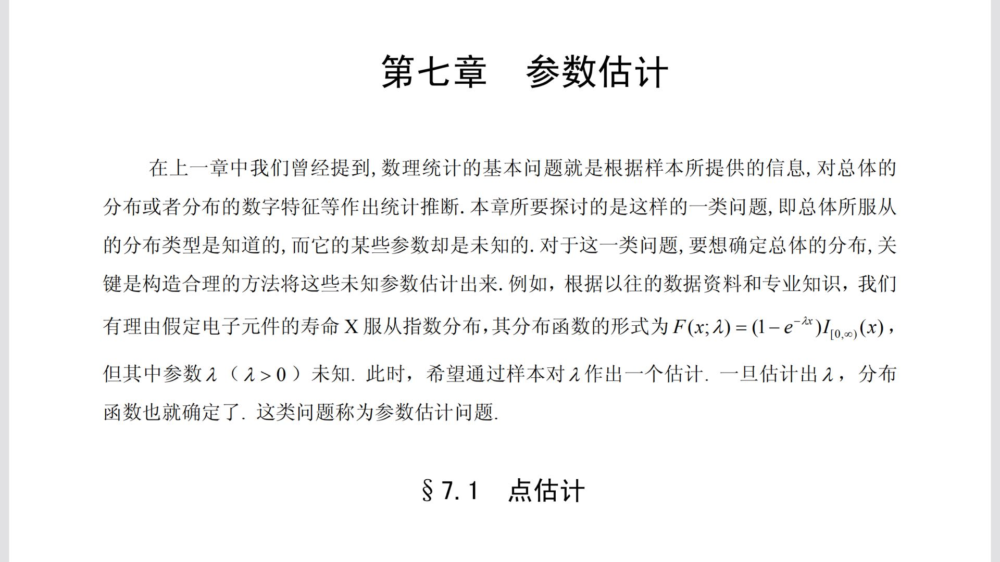 第七章　参数估计
在上一章中我们曾经提到,数理统计的基本问题就是根据样本所提供的信息,对总体的
分布或者分布的数字特征等作出统计推断.本章所要探讨的是这样的一类问题,即总体所服从
的分布类型是知道的,而它的某些参数却是未知的.对于这一类问题,要想确定总体的分布,关
键是构造合理的方法将这些未知参数估计出来.例如，根据以往的数据资料和专业知识，我们
有理由假定电子元件的寿命 X 服从指数分布,其分布函数的形式为 $F(x;\lambda)=(1-e^{-\lambda x})I_{[0,\infty)}(x)$，
但其中参数 λ（ λ > 0 ）未知. 此时，希望通过样本对 λ 作出一个估计. 一旦估计出 λ，分布
函数也就确定了. 这类问题称为参数估计问题.
§7.1　点估计